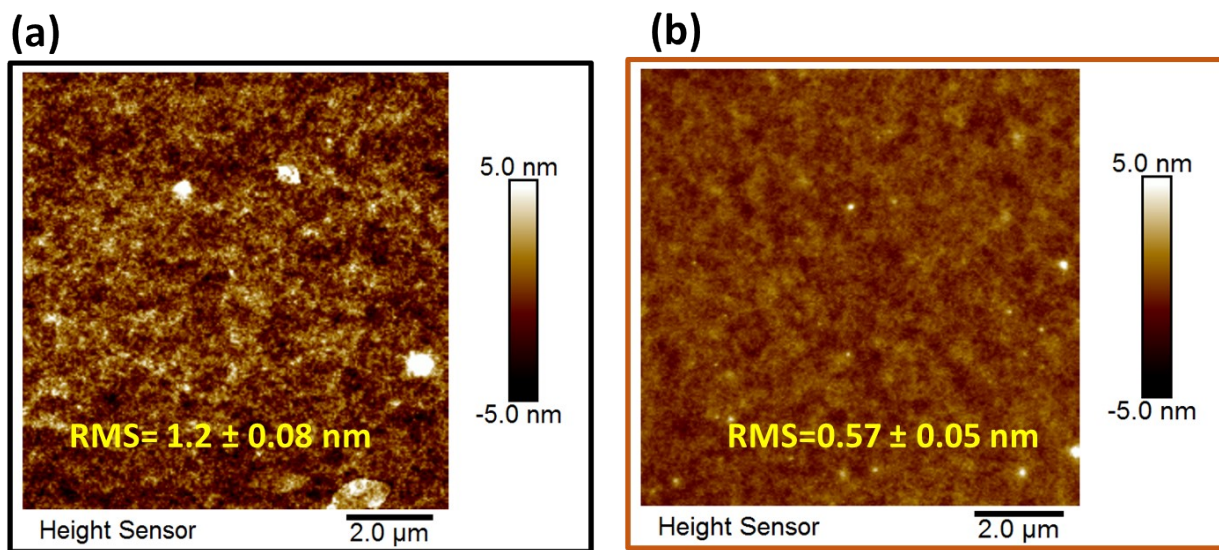 (a)
5.0 nm
-5.0 nm
RMS= 1.2 ± 0.08 nm
Height Sensor
2.0 µm
(b)
5.0 nm
-5.0 nm
RMS=0.57 ± 0.05 nm
Height Sensor
2.0 µm